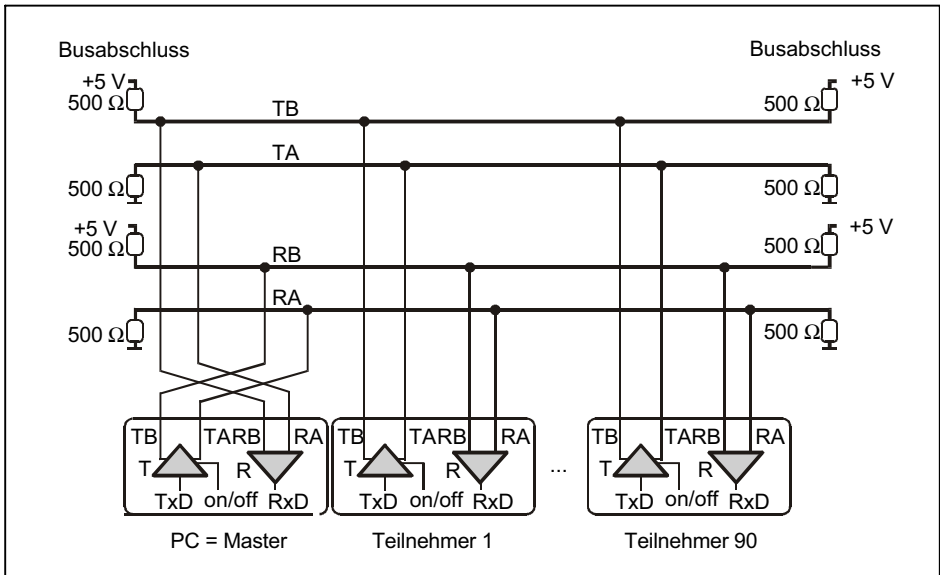 Busabschluss Busabschluss
+5 V +5 V
500 Ω 500 Ω
TB
TA
500 Ω 500 Ω
+5 V +5 V
500 Ω 500 Ω
RB
RA
500 Ω 500 Ω
TB TARB RA TB TARB RA TB TARB RA
T R T R ... T R
TxD on/off RxD TxD on/off RxD TxD on/off RxD
PC = Master Teilnehmer 1 Teilnehmer 90